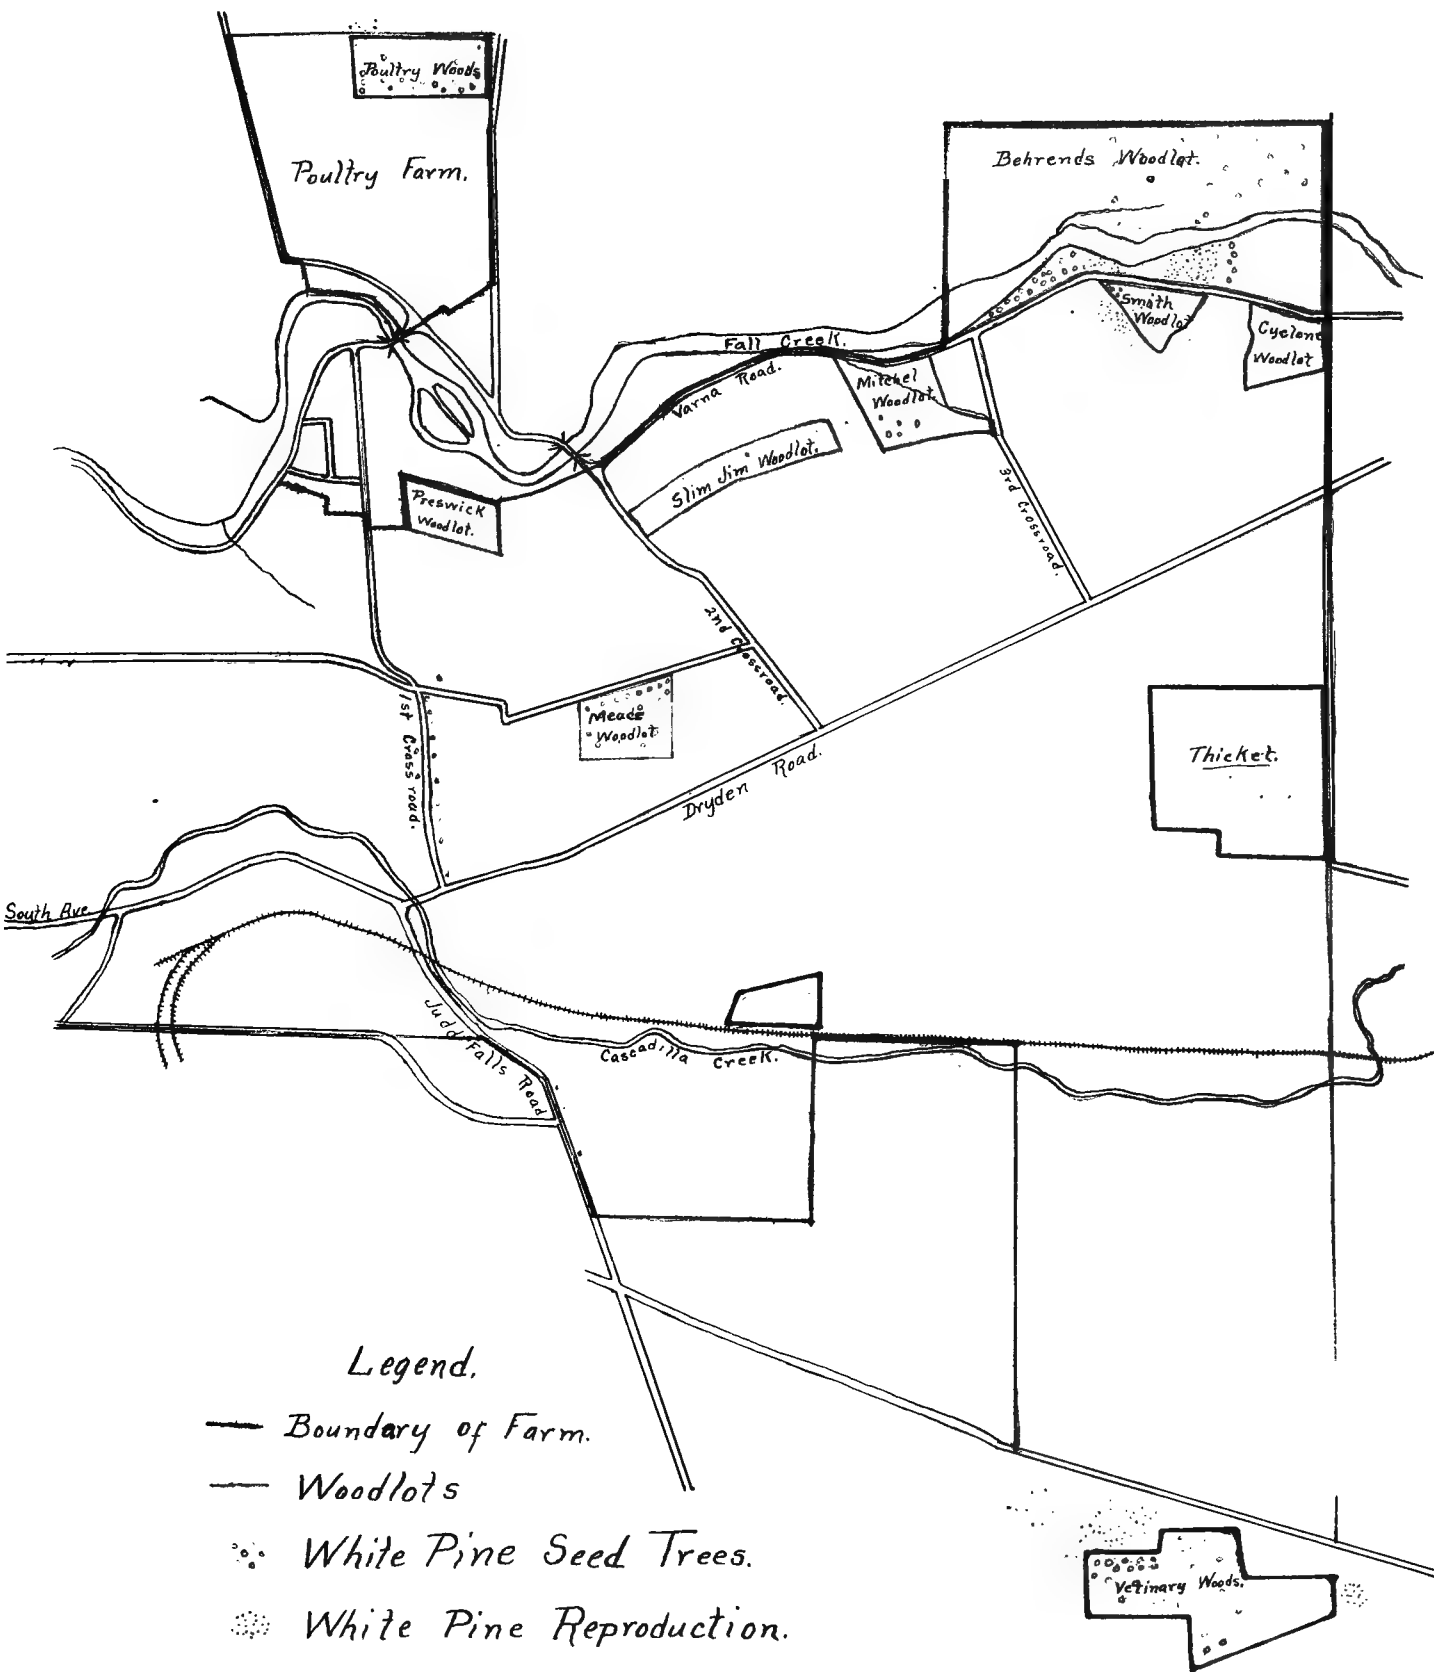 Poultry Woods
Poultry Farm.
Behrends Woodlot.
Smith
Woodlot
Cyclone
Woodlot
Fall Creek.
Varna Road.
Mitchel
Woodlot.
Slim Jim Woodlot.
3rd Crossroad.
Preswick
Woodlot.
2nd Crossroad.
1st Crossroad.
Meade
Woodlot.
Dryden Road.
Thicket.
South Ave.
Judd Falls Road
Cascadilla Creek.
Vetinary Woods.
Legend.
Boundary of Farm.
Woodlots
White Pine Seed Trees.
White Pine Reproduction.